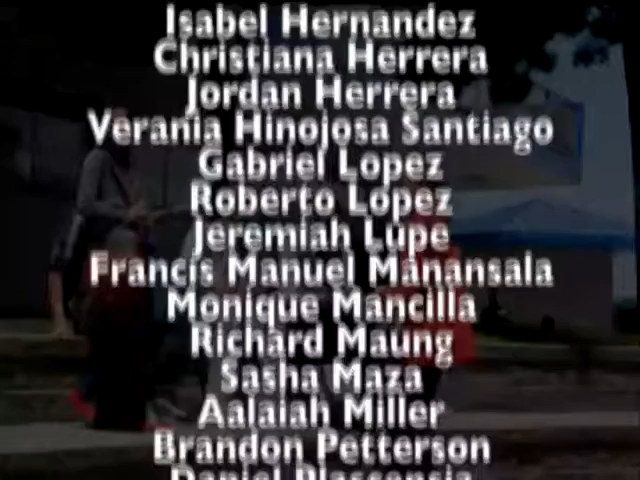 Isabel Hernandez
Christiana Herrera
Jordan Herrera
Verania Hinojosa Santiago
Gabriel Lopez
Roberto Lopez
Jeremiah Lupe
Francis Manuel Manansala
Monique Mancilla
Richard Maung
Sasha Maza
Aalaiah Miller
Brandon Petterson
Daniel